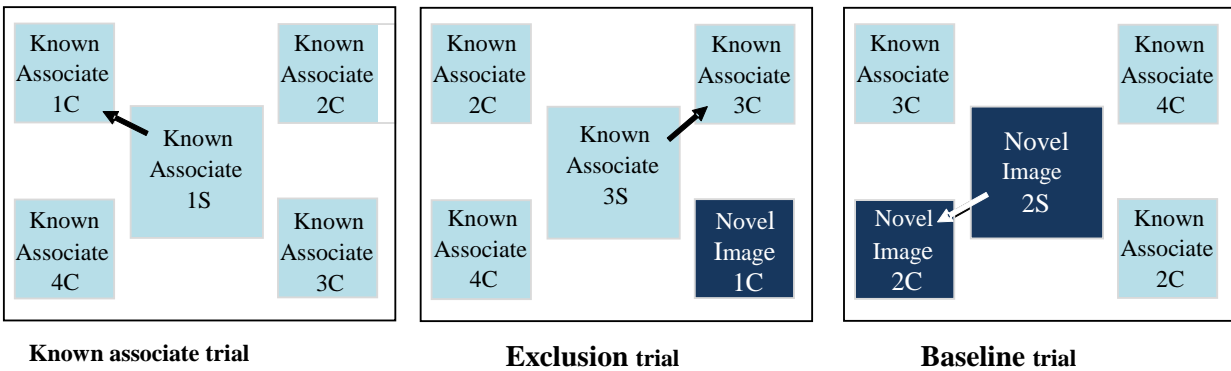 Known
Associate
1C
Known
Associate
2C
Known
Associate
1S
Known
Associate
4C
Known
Associate
3C
Known associate trial
Known
Associate
2C
Known
Associate
3C
Known
Associate
3S
Known
Associate
4C
Novel
Image
1C
Exclusion trial
Known
Associate
3C
Known
Associate
4C
Novel
Image
2S
Novel
Image
2C
Known
Associate
2C
Baseline trial